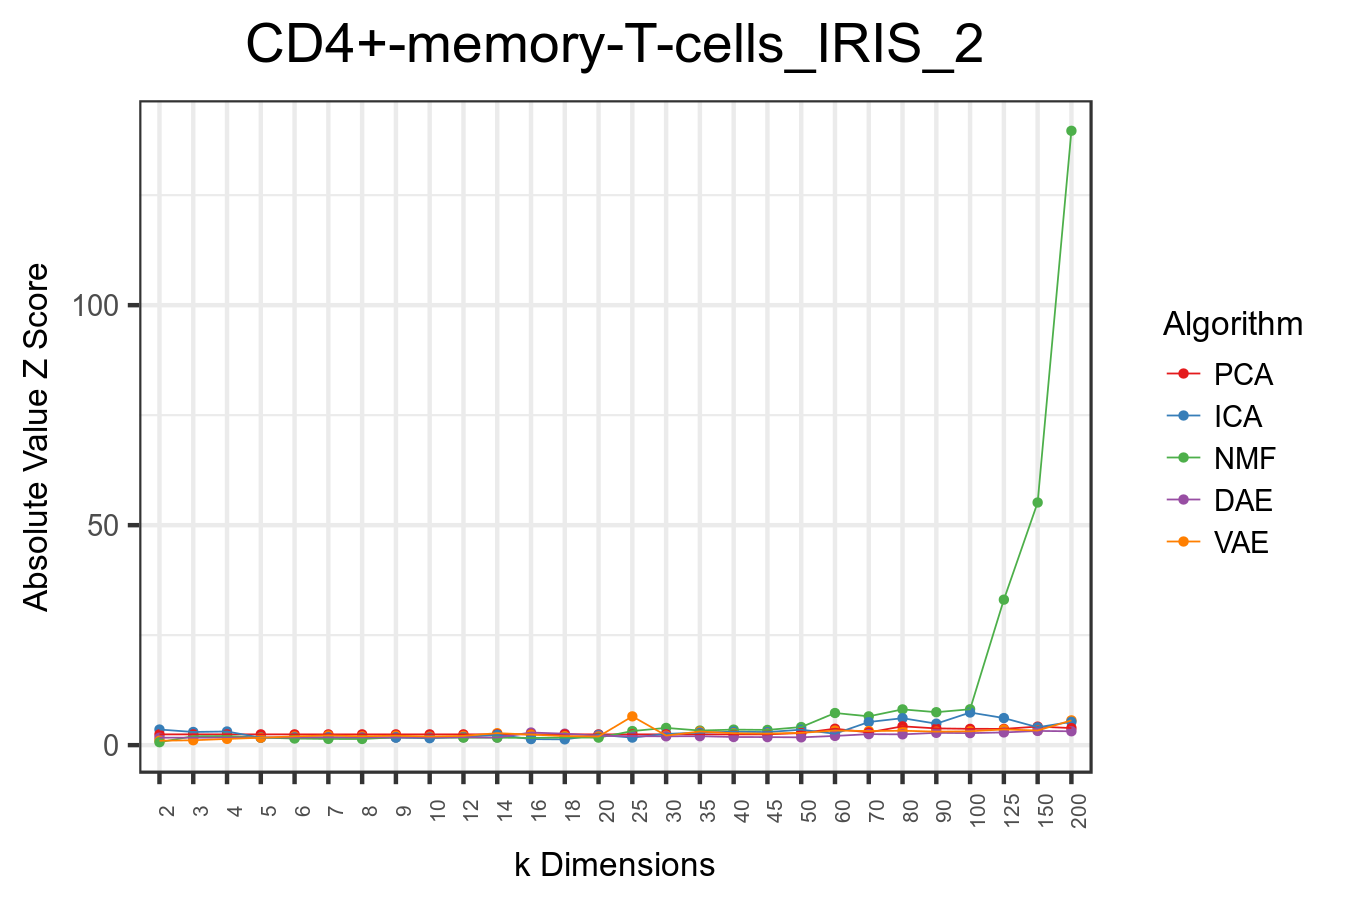 CD4+-memory-T-cells_IRIS_2
Absolute Value Z Score
100
50
0
2 3 4 5 6 7 8 9 10 12 14 16 18 20 25 30 35 40 45 50 60 70 80 90 100 125 150 200
k Dimensions
Algorithm
PCA
ICA
NMF
DAE
VAE